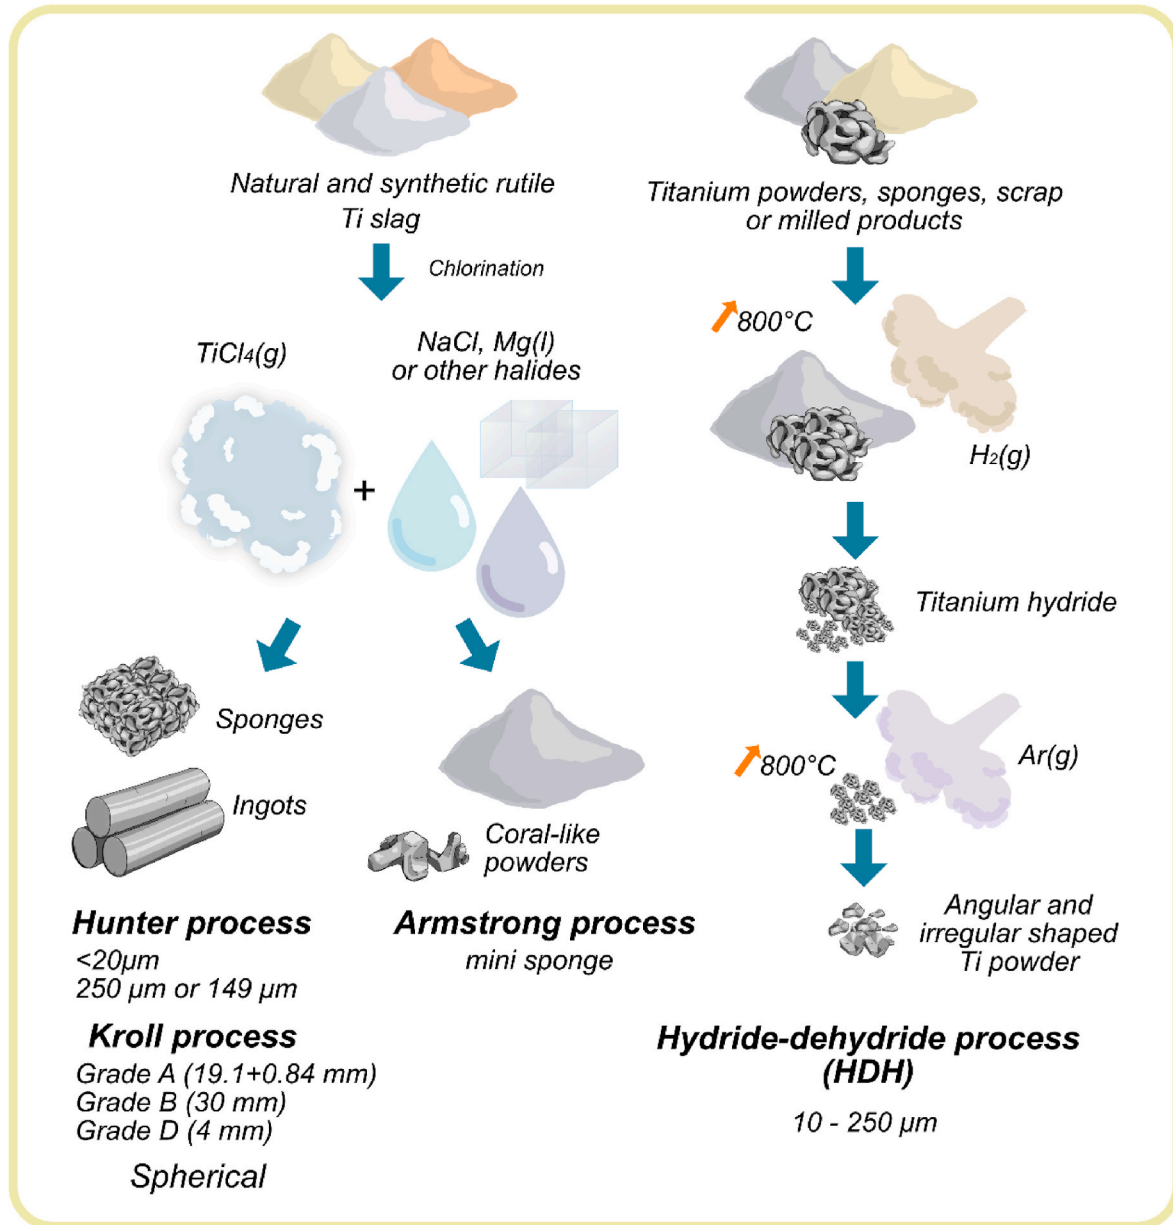 Natural and synthetic rutile
Ti slag
Chlorination
TiCl4(g)
NaCl, Mg(l)
or other halides
+
Sponges
Ingots
Coral-like
powders
Hunter process
<20μm
250 μm or 149 μm
Kroll process
Grade A (19.1+0.84 mm)
Grade B (30 mm)
Grade D (4 mm)
Spherical
Armstrong process
mini sponge
Titanium powders, sponges, scrap
or milled products
800°C
H2(g)
Titanium hydride
800°C
Ar(g)
Angular and
irregular shaped
Ti powder
Hydride-dehydride process
(HDH)
10 - 250 μm